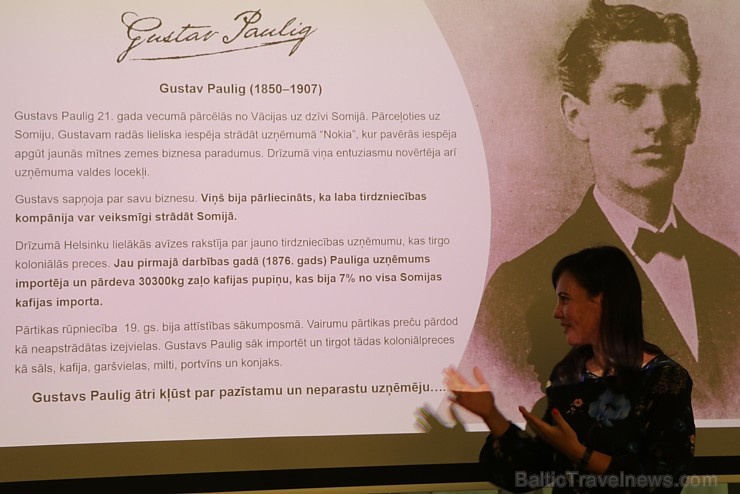 Gustav Paulig
Gustav Paulig (1850–1907)
Gustavs Paulig 21. gada vecumā pārcēlās no Vācijas uz dzīvi Somijā. Pārceļoties uz
Somiju, Gustavam radās lieliska iespēja strādāt uzņēmumā “Nokia”, kur pavērās iespēja
apgūt jaunās mītnes zemes biznesa paradumus. Drīzumā viņa entuziasmu novērtēja arī
uzņēmuma valdes locekļi.
Gustavs sapņoja par savu biznesu. Viņš bija pārliecināts, ka laba tirdzniecības
kompānija var veiksmīgi strādāt Somijā.
Drīzumā Helsinku lielākās avīzes rakstīja par jauno tirdzniecības uzņēmumu, kas tirgo
koloniālās preces. Jau pirmajā darbības gadā (1876. gads) Pauliga uzņēmums
importēja un pārdeva 30300kg zaļo kafijas pupiņu, kas bija 7% no visa Somijas
kafijas importa.
Pārtikas rūpniecība 19. gs. bija attīstības sākumposmā. Vairumu pārtikas preču pārdod
kā neapstrādātas izejvielas. Gustavs Paulig sāk importēt un tirgot tādas koloniālpreces
kā sāls, kafija, garšvielas, milti, portvīns un konjaks.
Gustavs Paulig ātri kļūst par pazīstamu un neparastu uzņēmēju….
BalticTravelnews.com